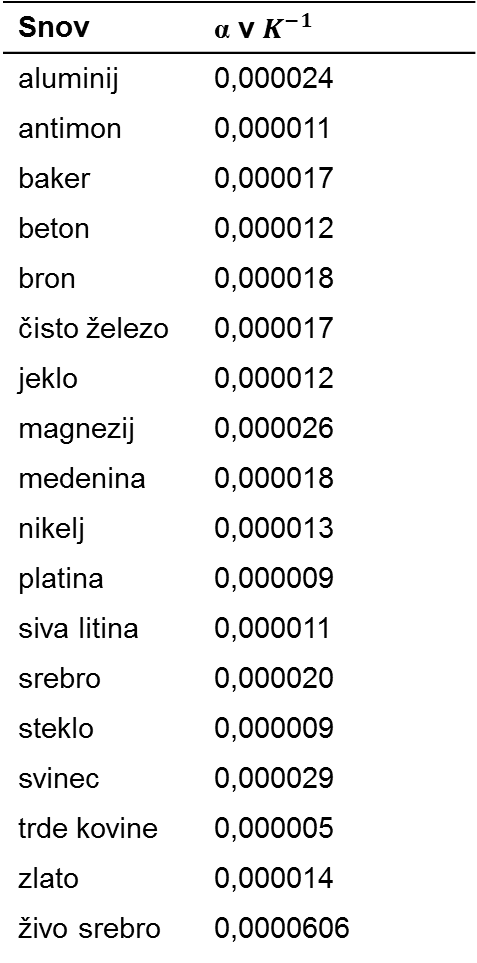 Snov α v K⁻¹
aluminij 0,000024
antimon 0,000011
baker 0,000017
beton 0,000012
bron 0,000018
čisto železo 0,000017
jeklo 0,000012
magnezij 0,000026
medenina 0,000018
nikelj 0,000013
platina 0,000009
siva litina 0,000011
srebro 0,000020
steklo 0,000009
svinec 0,000029
trde kovine 0,000005
zlato 0,000014
živo srebro 0,0000606